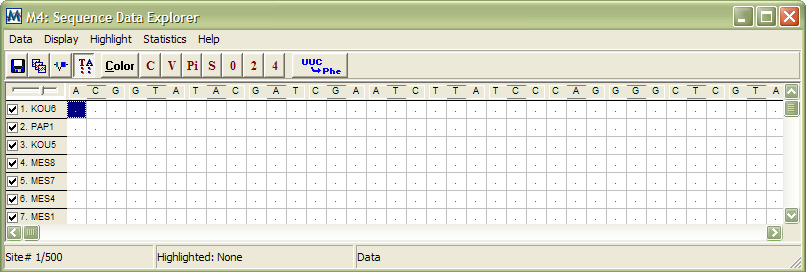 M4: Sequence Data Explorer
Data Display Highlight Statistics Help
TA Color C V Pi S 0 2 4 UUC Phe
A C G G T A T A C G A T C G A A T C T T A T C C C A G G G G C T C G T A
1. KOU6 . . . . . . . . . . . . . . . . . . . . . . . . . . . . . . . . . . . .
2. PAP1 . . . . . . . . . . . . . . . . . . . . . . . . . . . . . . . . . . . .
3. KOU5 . . . . . . . . . . . . . . . . . . . . . . . . . . . . . . . . . . . .
4. MES8 . . . . . . . . . . . . . . . . . . . . . . . . . . . . . . . . . . . .
5. MES7 . . . . . . . . . . . . . . . . . . . . . . . . . . . . . . . . . . . .
6. MES4 . . . . . . . . . . . . . . . . . . . . . . . . . . . . . . . . . . . .
7. MES1 . . . . . . . . . . . . . . . . . . . . . . . . . . . . . . . . . . . .
Site# 1/500 Highlighted: None Data